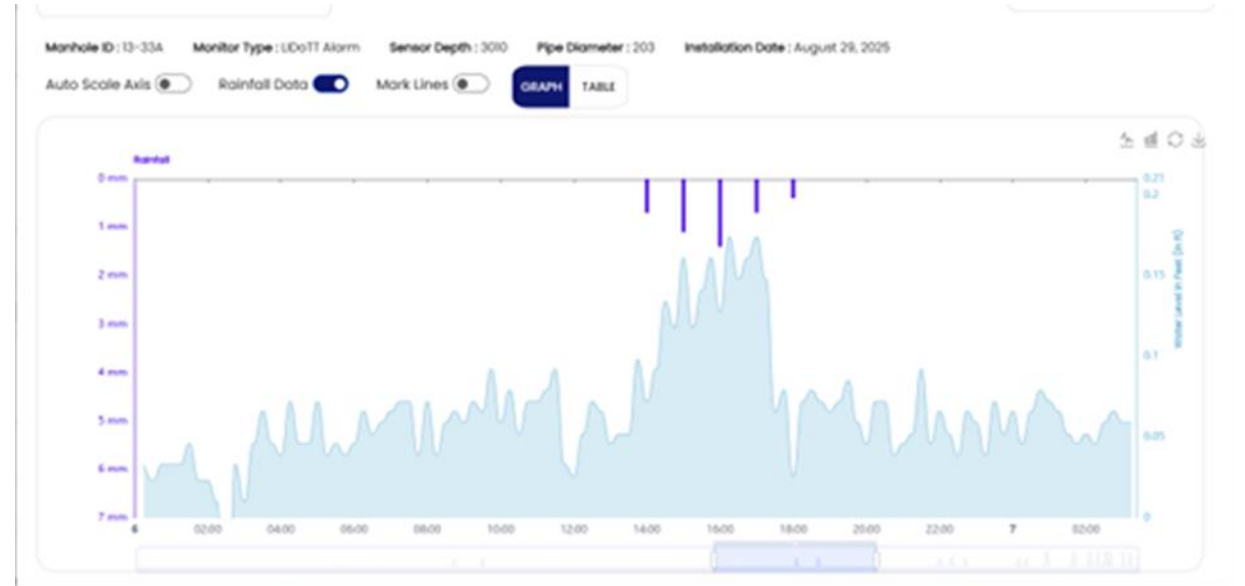 Manhole ID : 13-33A Monitor Type : LIDoTT Alarm Sensor Depth : 3010 Pipe Diameter : 203 Installation Date : August 29, 2025
Auto Scale Axis Rainfall Data Mark Lines GRAPH TABLE
Rainfall
0 mm
1 mm
2 mm
3 mm
4 mm
5 mm
6 mm
7 mm
0.21
0.2
0.15
0.1
0.05
0
Water Level In Feet (in ft)
6 02:00 04:00 06:00 08:00 10:00 12:00 14:00 16:00 18:00 20:00 22:00 7 02:00